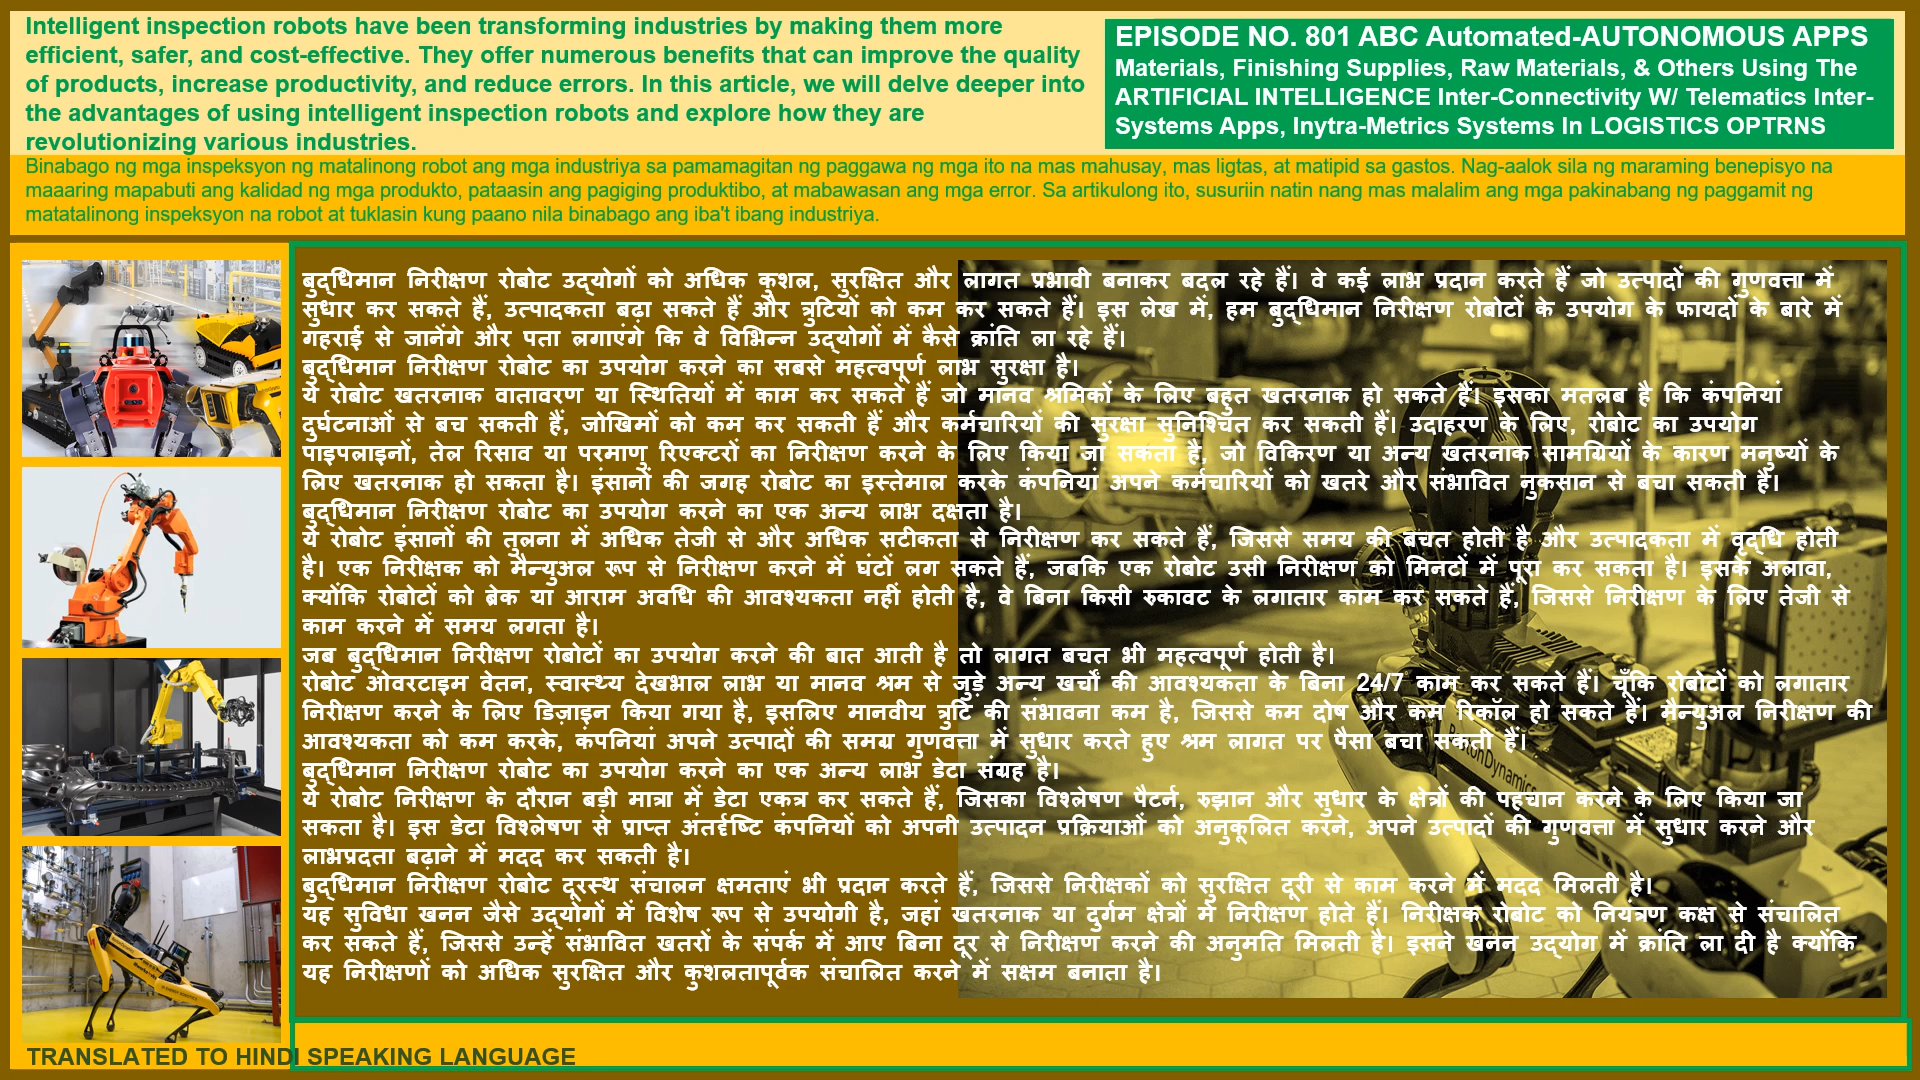 Intelligent inspection robots have been transforming industries by making them more
efficient, safer, and cost-effective. They offer numerous benefits that can improve the quality
of products, increase productivity, and reduce errors. In this article, we will delve deeper into
the advantages of using intelligent inspection robots and explore how they are
revolutionizing various industries.
EPISODE NO. 801 ABC Automated-AUTONOMOUS APPS
Materials, Finishing Supplies, Raw Materials, & Others Using The
ARTIFICIAL INTELLIGENCE Inter-Connectivity W/ Telematics Inter-
Systems Apps, Inytra-Metrics Systems In LOGISTICS OPTRNS
Binabago ng mga inspeksyon ng matalinong robot ang mga industriya sa pamamagitan ng paggawa ng mga ito na mas mahusay, mas ligtas, at matipid sa gastos. Nag-aalok sila ng maraming benepisyo na
maaaring mapabuti ang kalidad ng mga produkto, pataasin ang pagiging produktibo, at mabawasan ang mga error. Sa artikulong ito, susuriin natin nang mas malalim ang mga pakinabang ng paggamit ng
matatalinong inspeksyon na robot at tuklasin kung paano nila binabago ang iba't ibang industriya.
बुद्धिमान निरीक्षण रोबोट उद्योगों को अधिक कुशल, सुरक्षित और लागत प्रभावी बनाकर बदल रहे हैं। वे कई लाभ प्रदान करते हैं जो उत्पादों की गुणवत्ता में
सुधार कर सकते हैं, उत्पादकता बढ़ा सकते हैं और त्रुटियों को कम कर सकते हैं। इस लेख में, हम बुद्धिमान निरीक्षण रोबोटों के उपयोग के फायदों के बारे में
गहराई से जानेंगे और पता लगाएंगे कि वे विभिन्न उद्योगों में कैसे क्रांति ला रहे हैं।
बुद्धिमान निरीक्षण रोबोट का उपयोग करने का सबसे महत्वपूर्ण लाभ सुरक्षा है।
ये रोबोट खतरनाक वातावरण या स्थितियों में काम कर सकते हैं जो मानव श्रमिकों के लिए बहुत खतरनाक हो सकते हैं। इसका मतलब है कि कंपनियां
दुर्घटनाओं से बच सकती हैं, जोखिमों को कम कर सकती हैं और कर्मचारियों की सुरक्षा सुनिश्चित कर सकती हैं। उदाहरण के लिए, रोबोट का उपयोग
पाइपलाइनों, तेल रिसाव या परमाणु रिएक्टरों का निरीक्षण करने के लिए किया जा सकता है, जो विकिरण या अन्य खतरनाक सामग्रियों के कारण मनुष्यों के
लिए खतरनाक हो सकता है। इंसानों की जगह रोबोट का इस्तेमाल करके कंपनियां अपने कर्मचारियों को खतरे और संभावित नुकसान से बचा सकती हैं।
बुद्धिमान निरीक्षण रोबोट का उपयोग करने का एक अन्य लाभ दक्षता है।
ये रोबोट इंसानों की तुलना में अधिक तेजी से और अधिक सटीकता से निरीक्षण कर सकते हैं, जिससे समय की बचत होती है और उत्पादकता में वृद्धि होती
है। एक निरीक्षक को मैन्युअल रूप से निरीक्षण करने में घंटों लग सकते हैं, जबकि एक रोबोट उसी निरीक्षण को मिनटों में पूरा कर सकता है। इसके अलावा,
क्योंकि रोबोटों को ब्रेक या आराम अवधि की आवश्यकता नहीं होती है, वे बिना किसी रुकावट के लगातार काम कर सकते हैं, जिससे निरीक्षण के लिए तेजी से
काम करने में समय लगता है।
जब बुद्धिमान निरीक्षण रोबोटों का उपयोग करने की बात आती है तो लागत बचत भी महत्वपूर्ण होती है।
रोबोट ओवरटाइम वेतन, स्वास्थ्य देखभाल लाभ या मानव श्रम से जुड़े अन्य खर्चों की आवश्यकता के बिना 24/7 काम कर सकते हैं। चूँकि रोबोटों को लगातार
निरीक्षण करने के लिए डिज़ाइन किया गया है, इसलिए मानवीय त्रुटि की संभावना कम है, जिससे कम दोष और कम रिकॉल हो सकते हैं। मैन्युअल निरीक्षण की
आवश्यकता को कम करके, कंपनियां अपने उत्पादों की समग्र गुणवत्ता में सुधार करते हुए श्रम लागत पर पैसा बचा सकती हैं।
बुद्धिमान निरीक्षण रोबोट का उपयोग करने का एक अन्य लाभ डेटा संग्रह है।
ये रोबोट निरीक्षण के दौरान बड़ी मात्रा में डेटा एकत्र कर सकते हैं, जिसका विश्लेषण पैटर्न, रुझान और सुधार के क्षेत्रों की पहचान करने के लिए किया जा
सकता है। इस डेटा विश्लेषण से प्राप्त अंतर्दृष्टि कंपनियों को अपनी उत्पादन प्रक्रियाओं को अनुकूलित करने, अपने उत्पादों की गुणवत्ता में सुधार करने और
लाभप्रदता बढ़ाने में मदद कर सकती है।
बुद्धिमान निरीक्षण रोबोट दूरस्थ संचालन क्षमताएं भी प्रदान करते हैं, जिससे निरीक्षकों को सुरक्षित दूरी से काम करने में मदद मिलती है।
यह सुविधा खनन जैसे उद्योगों में विशेष रूप से उपयोगी है, जहां खतरनाक या दुर्गम क्षेत्रों में निरीक्षण होते हैं। निरीक्षक रोबोट को नियंत्रण कक्ष से संचालित
कर सकते हैं, जिससे उन्हें संभावित खतरों के संपर्क में आए बिना दूर से निरीक्षण करने की अनुमति मिलती है। इसने खनन उद्योग में क्रांति ला दी है क्योंकि
यह निरीक्षणों को अधिक सुरक्षित और कुशलतापूर्वक संचालित करने में सक्षम बनाता है।
BostonDynamics
TRANSLATED TO HINDI SPEAKING LANGUAGE